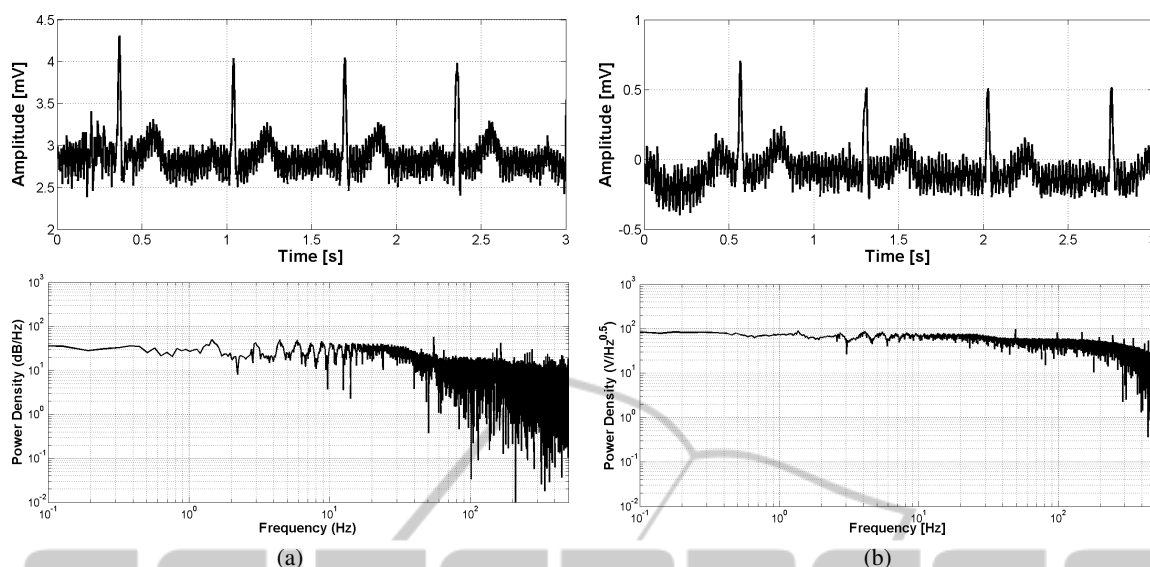 4.5
4
3.5
3
2.5
2
Amplitude [mV]
0 0.5 1 1.5 2 2.5 3
Time [s]
1
0.5
0
-0.5
Amplitude [mV]
0 0.5 1 1.5 2 2.5 3
Time [s]
10³
10²
10¹
10⁰
10⁻¹
10⁻²
Power Density (dB/Hz)
10⁻¹ 10⁰ 10¹ 10²
Frequency (Hz)
10³
10²
10¹
10⁰
10⁻¹
10⁻²
Power Density (V/Hz^0.5)
10⁻¹ 10⁰ 10¹ 10²
Frequency [Hz]
(a)
(b)